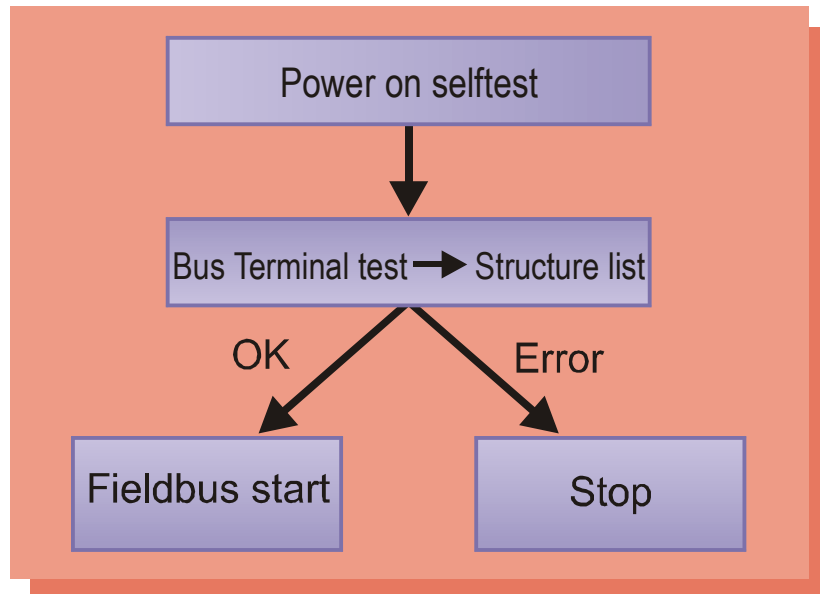 Power on selftest
Bus Terminal test Structure list
OK
Error
Fieldbus start
Stop